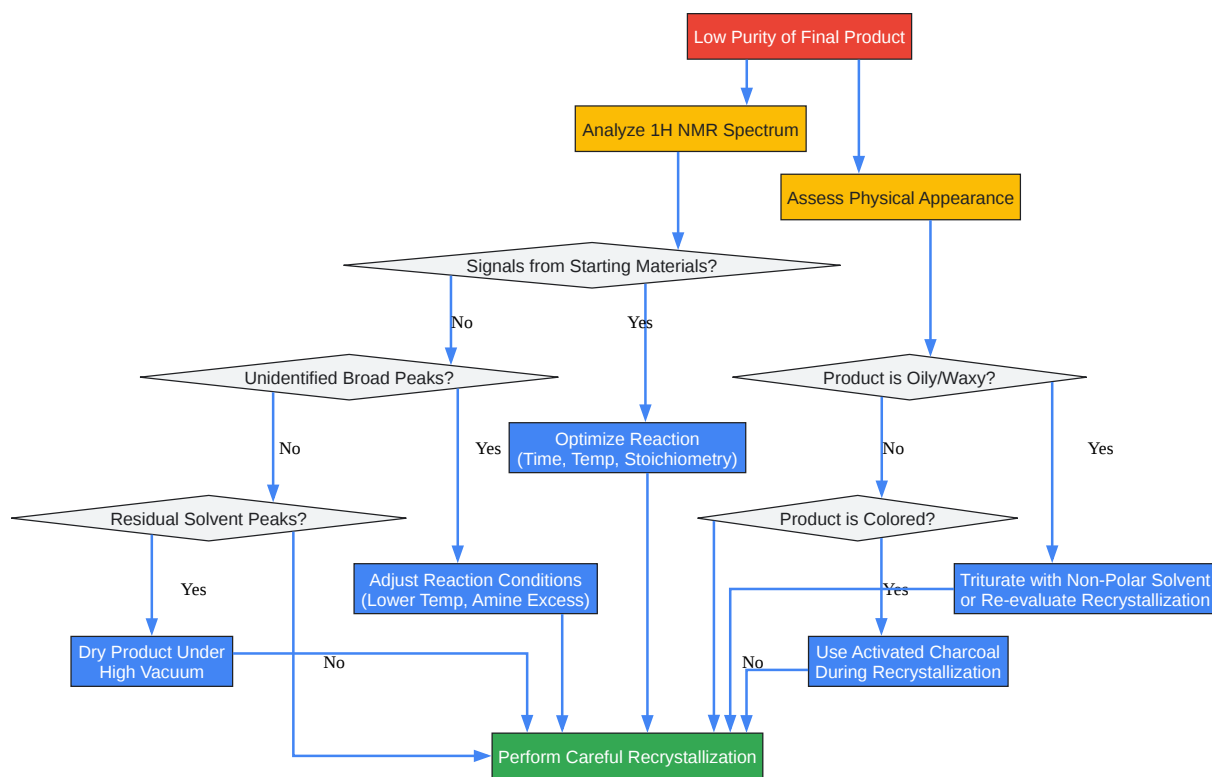 Low Purity of Final Product
Analyze 1H NMR Spectrum
Assess Physical Appearance
Signals from Starting Materials?
No
Yes
Unidentified Broad Peaks?
Product is Oily/Waxy?
No
Yes
Optimize Reaction
(Time, Temp, Stoichiometry)
No
Yes
Residual Solvent Peaks?
Product is Colored?
Yes
Adjust Reaction Conditions
(Lower Temp, Amine Excess)
Yes
Triturate with Non-Polar Solvent
or Re-evaluate Recrystallization
Dry Product Under
High Vacuum
No
No
Use Activated Charcoal
During Recrystallization
Perform Careful Recrystallization